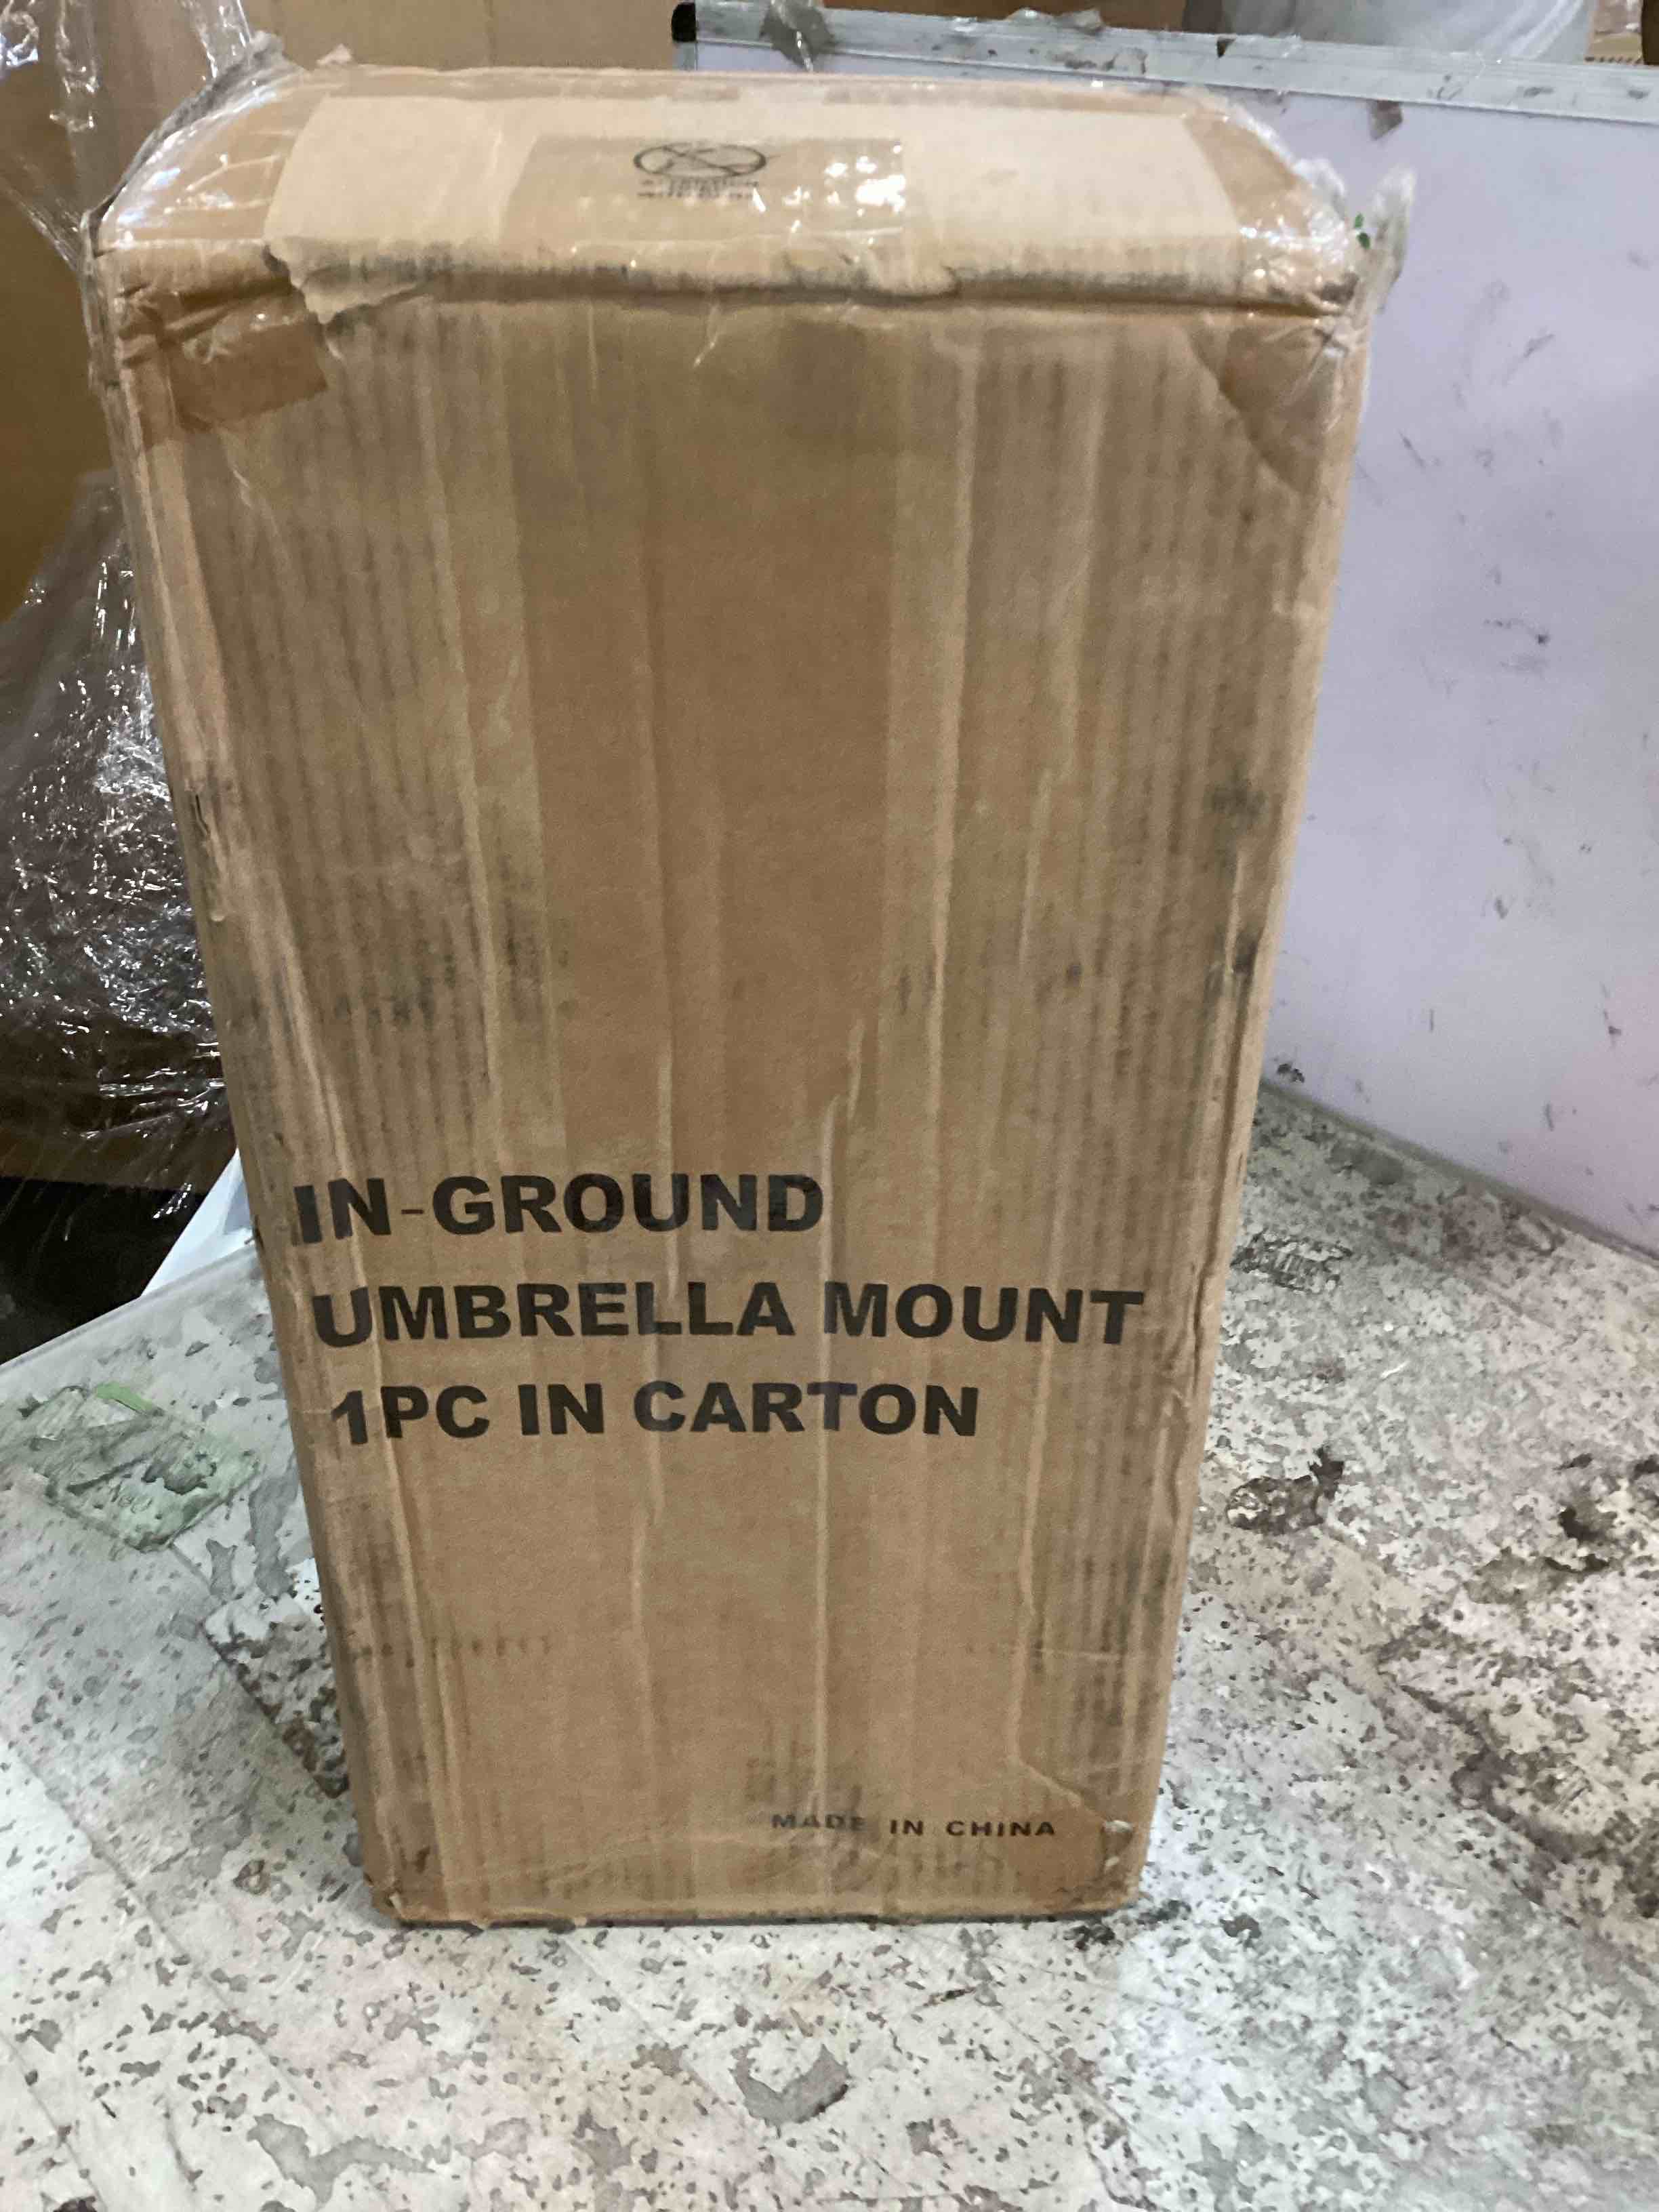 IN-GROUND
UMBRELLA MOUNT
1PC IN CARTON
MADE IN CHINA